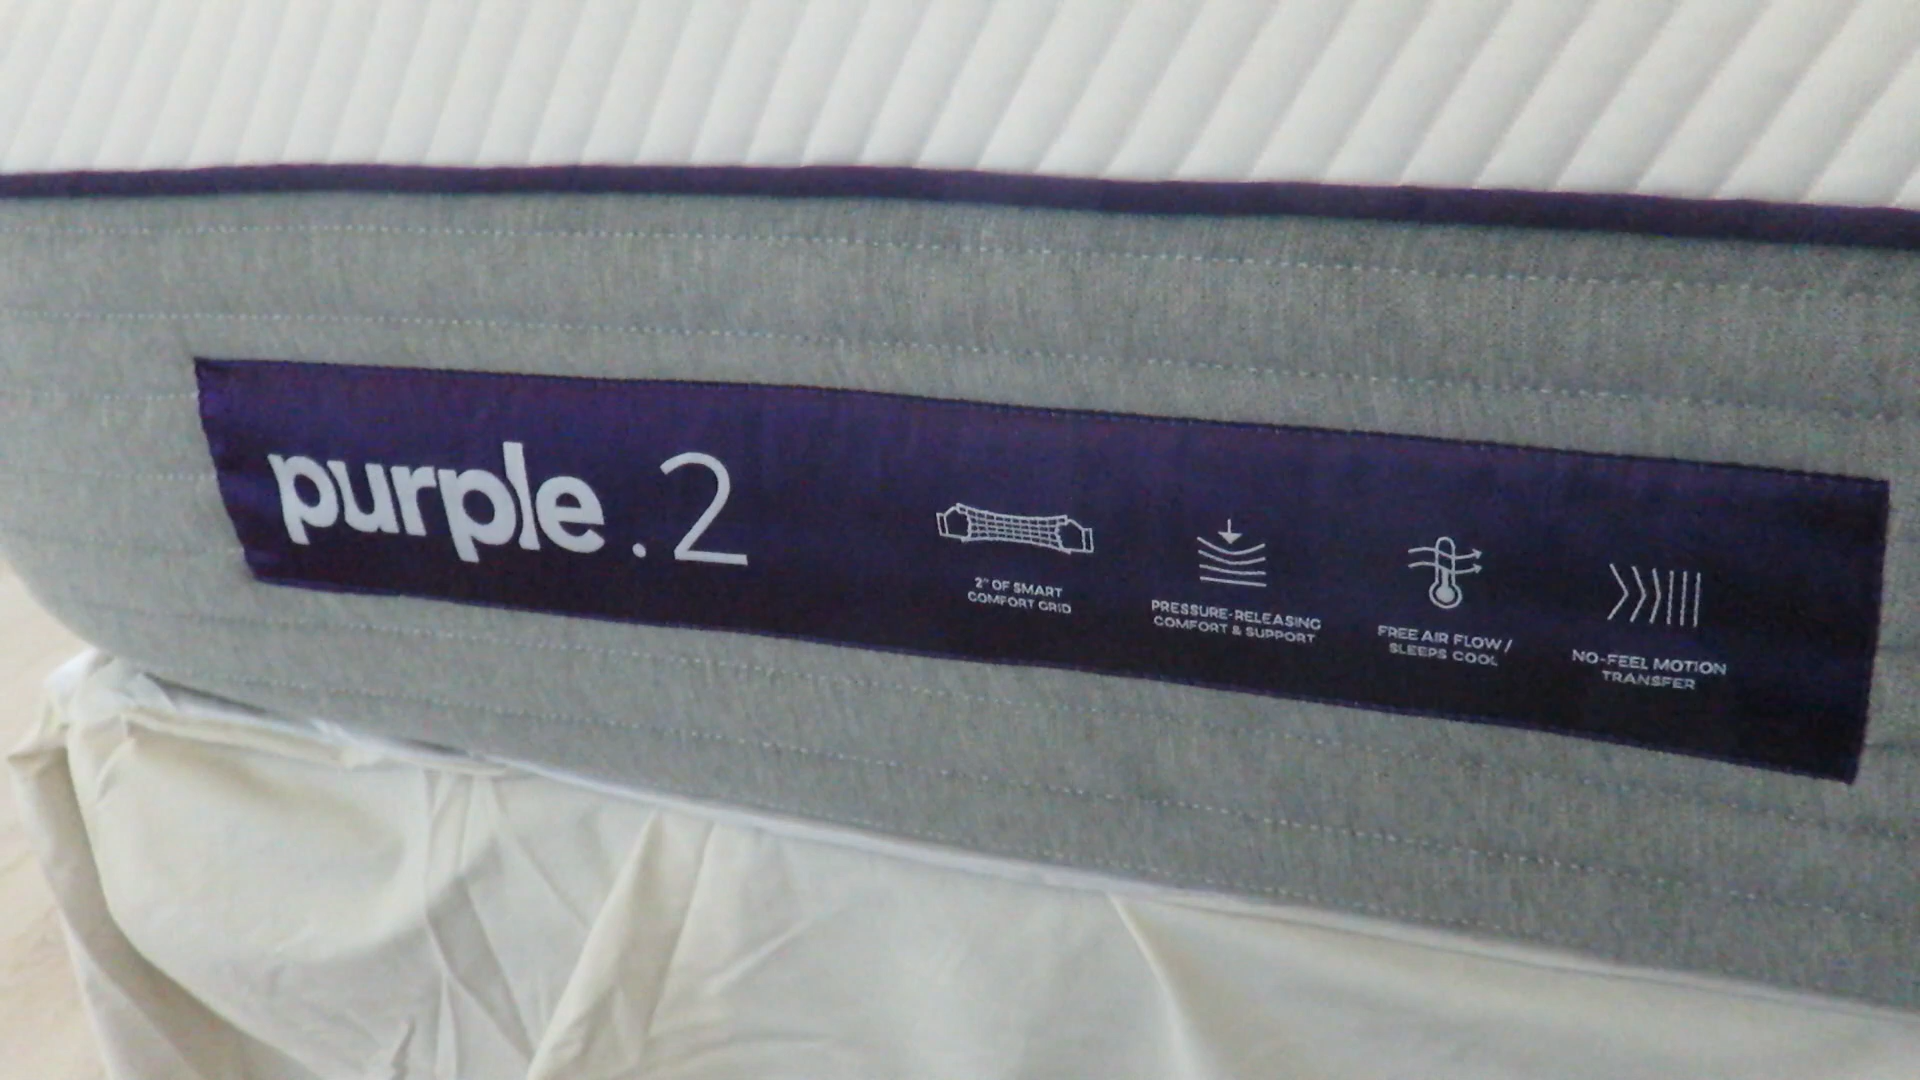 purple.2
2" OF SMART
COMFORT GRID
PRESSURE-RELEASING
COMFORT & SUPPORT
FREE AIR FLOW /
SLEEPS COOL
NO-FEEL MOTION
TRANSFER